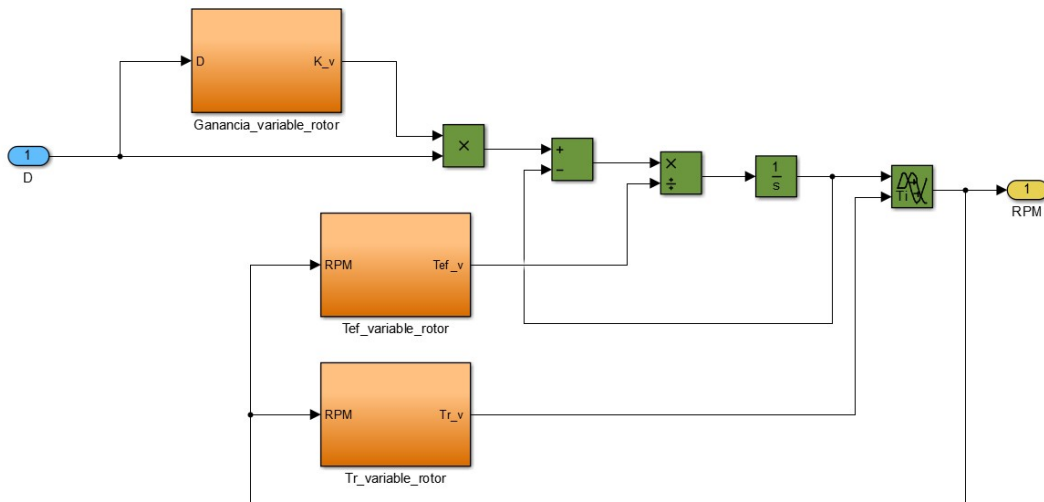 D
K_v
Ganancia_variable_rotor
1
D
×
+
−
×
÷
1
s
Ti
1
RPM
RPM
Tef_v
Tef_variable_rotor
RPM
Tr_v
Tr_variable_rotor